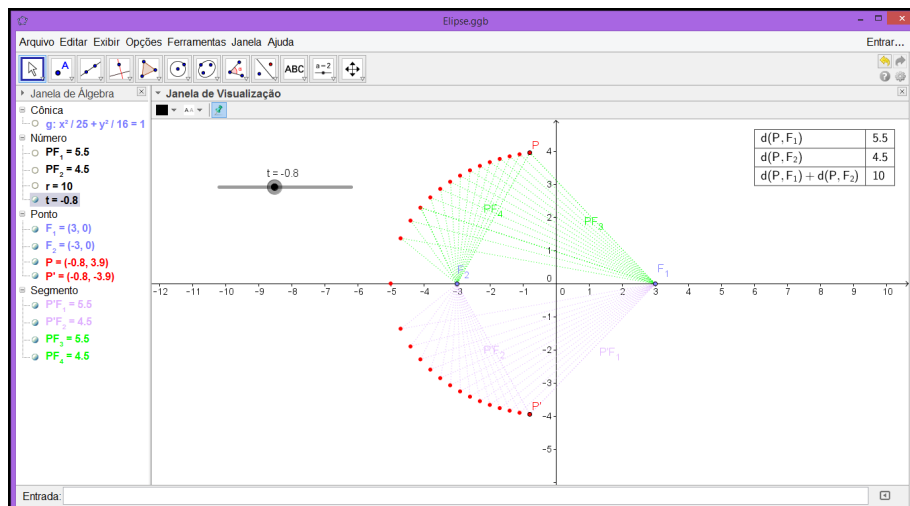 Elipse.ggb
Arquivo Editar Exibir Opções Ferramentas Janela Ajuda
Entrar...
A
ABC
a=2
Janela de Álgebra
Cônica
g: x² / 25 + y² / 16 = 1
Número
PF₁ = 5.5
PF₂ = 4.5
r = 10
t = -0.8
Ponto
F₁ = (3, 0)
F₂ = (-3, 0)
P = (-0.8, 3.9)
P' = (-0.8, -3.9)
Segmento
P'F₁ = 5.5
P'F₂ = 4.5
PF₃ = 5.5
PF₄ = 4.5
Janela de Visualização
AA
t = -0.8
d(P, F₁) 5.5
d(P, F₂) 4.5
d(P, F₁) + d(P, F₂) 10
P
PF₄
PF₃
F₂
F₁
P'F₂
P'F₁
P'
-12 -11 -10 -9 -8 -7 -6 -5 -4 -3 -2 -1 0 1 2 3 4 5 6 7 8 9 10
4
3
2
1
0
-1
-2
-3
-4
-5
Entrada: